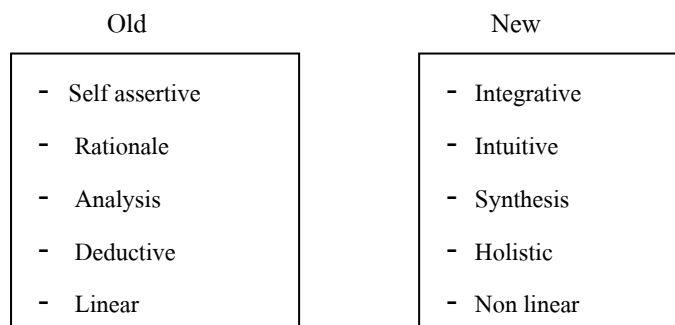 Old
- Self assertive
- Rationale
- Analysis
- Deductive
- Linear
New
- Integrative
- Intuitive
- Synthesis
- Holistic
- Non linear